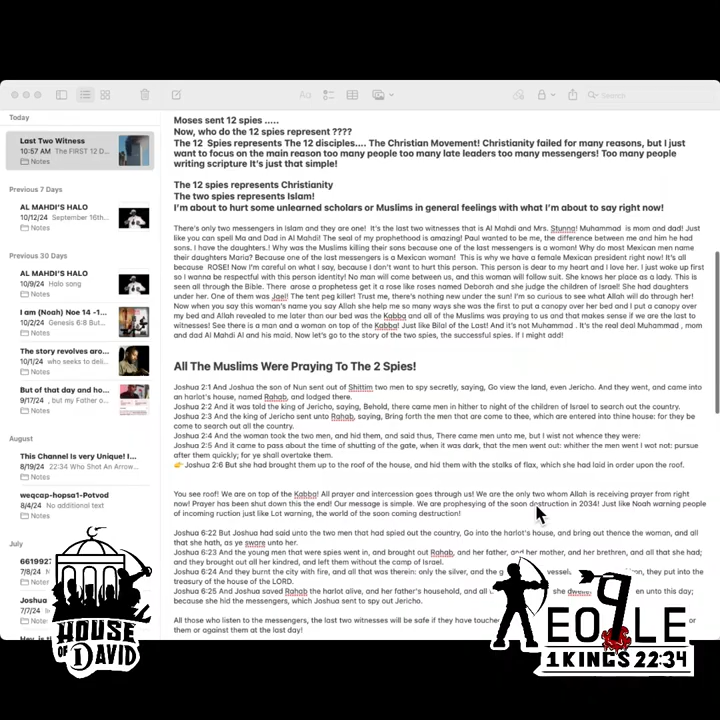 Search
Today
Last Two Witness
10:57 AM The FIRST 12 D...
Notes
Previous 7 Days
AL MAHDI'S HALO
10/12/24 September 16th...
Notes
Previous 30 Days
AL MAHDI'S HALO
10/9/24 Halo song
Notes
I am (Noah) Noe 14 -1...
10/2/24 Genesis 6:8 But...
Notes
The story revolves aro...
10/1/24 who seeks to deli...
Notes
But of that day and ho...
9/17/24 , but my Father o...
Notes
August
This Channel is very Unique! I...
8/19/24 22:34 Who Shot An Arrow...
Notes
weqcap-hopsa1-Potvod
8/4/24 No additional text
Notes
July
6619927
7/8/24
Notes
Joshua
7/7/24
Notes
Moses sent 12 spies .....
Now, who do the 12 spies represent ????
The 12 Spies represents The 12 disciples.... The Christian Movement! Christianity failed for many reasons, but I just
want to focus on the main reason too many people too many late leaders too many messengers! Too many people
writing scripture It's just that simple!
The 12 spies represents Christianity
The two spies represents Islam!
I'm about to hurt some unlearned scholars or Muslims in general feelings with what I'm about to say right now!
There's only two messengers in Islam and they are one! It's the last two witnesses that is Al Mahdi and Mrs. Stunna! Muhammad is mom and dad! Just
like you can spell Ma and Dad in Al Mahdi! The seal of my prophethood is amazing! Paul wanted to be me, the difference between me and him he had
sons. I have the daughters.! Why was the Muslims killing their sons because one of the last messengers is a woman! Why do most Mexican men name
their daughters Maria? Because one of the last messengers is a Mexican woman! This is why we have a female Mexican president right now! It's all
because ROSE! Now I'm careful on what I say, because I don't want to hurt this person. This person is dear to my heart and I love her. I just woke up first
so I wanna be respectful with this person identity! No man will come between us, and this woman will follow suit. She knows her place as a lady. This is
seen all through the Bible. There arose a prophetess get it a rose like roses named Deborah and she judge the children of Israel! She had daughters
under her. One of them was Jael! The tent peg killer! Trust me, there's nothing new under the sun! I'm so curious to see what Allah will do through her!
Now when you say this woman's name you say Allah she help me so many ways she was the first to put a canopy over her bed and I put a canopy over
my bed and Allah revealed to me later than our bed was the Kabba and all of the Muslims was praying to us and that makes sense if we are the last to
witnesses! See there is a man and a woman on top of the Kabba! Just like Bilal of the Last! And it's not Muhammad . It's the real deal Muhammad , mom
and dad Al Mahdi Al and his maid. Now let's go to the story of the two spies, the successful spies. If I might add!
All The Muslims Were Praying To The 2 Spies!
Joshua 2:1 And Joshua the son of Nun sent out of Shittim two men to spy secretly, saying, Go view the land, even Jericho. And they went, and came into
an harlot's house, named Rahab, and lodged there.
Joshua 2:2 And it was told the king of Jericho, saying, Behold, there came men in hither to night of the children of Israel to search out the country.
Joshua 2:3 And the king of Jericho sent unto Rahab, saying, Bring forth the men that are come to thee, which are entered into thine house: for they be
come to search out all the country.
Joshua 2:4 And the woman took the two men, and hid them, and said thus, There came men unto me, but I wist not whence they were:
Joshua 2:5 And it came to pass about the time of shutting of the gate, when it was dark, that the men went out: whither the men went I wot not: pursue
after them quickly; for ye shall overtake them.
👉 Joshua 2:6 But she had brought them up to the roof of the house, and hid them with the stalks of flax, which she had laid in order upon the roof.
You see roof! We are on top of the Kabba! All prayer and intercession goes through us! We are the only two whom Allah is receiving prayer from right
now! Prayer has been shut down this the end! Our message is simple. We are prophesying of the soon destruction in 2034! Just like Noah warning people
of incoming ruction just like Lot warning, the world of the soon coming destruction!
Joshua 6:22 But Joshua had said unto the two men that had spied out the country, Go into the harlot's house, and bring out thence the woman, and all
that she hath, as ye sware unto her.
Joshua 6:23 And the young men that were spies went in, and brought out Rahab, and her father, and her mother, and her brethren, and all that she had;
and they brought out all her kindred, and left them without the camp of Israel.
Joshua 6:24 And they burnt the city with fire, and all that was therein: only the silver, and the g vessel on, they put into the
treasury of the house of the LORD.
Joshua 6:25 And Joshua saved Rahab the harlot alive, and her father's household, and all she dwel en unto this day;
because she hid the messengers, which Joshua sent to spy out Jericho.
All those who listen to the messengers, the last two witnesses will be safe if they have touched
them or against them at the last day!
HOUSE
OF DAVID
PEOPLE
1 KINGS 22:34